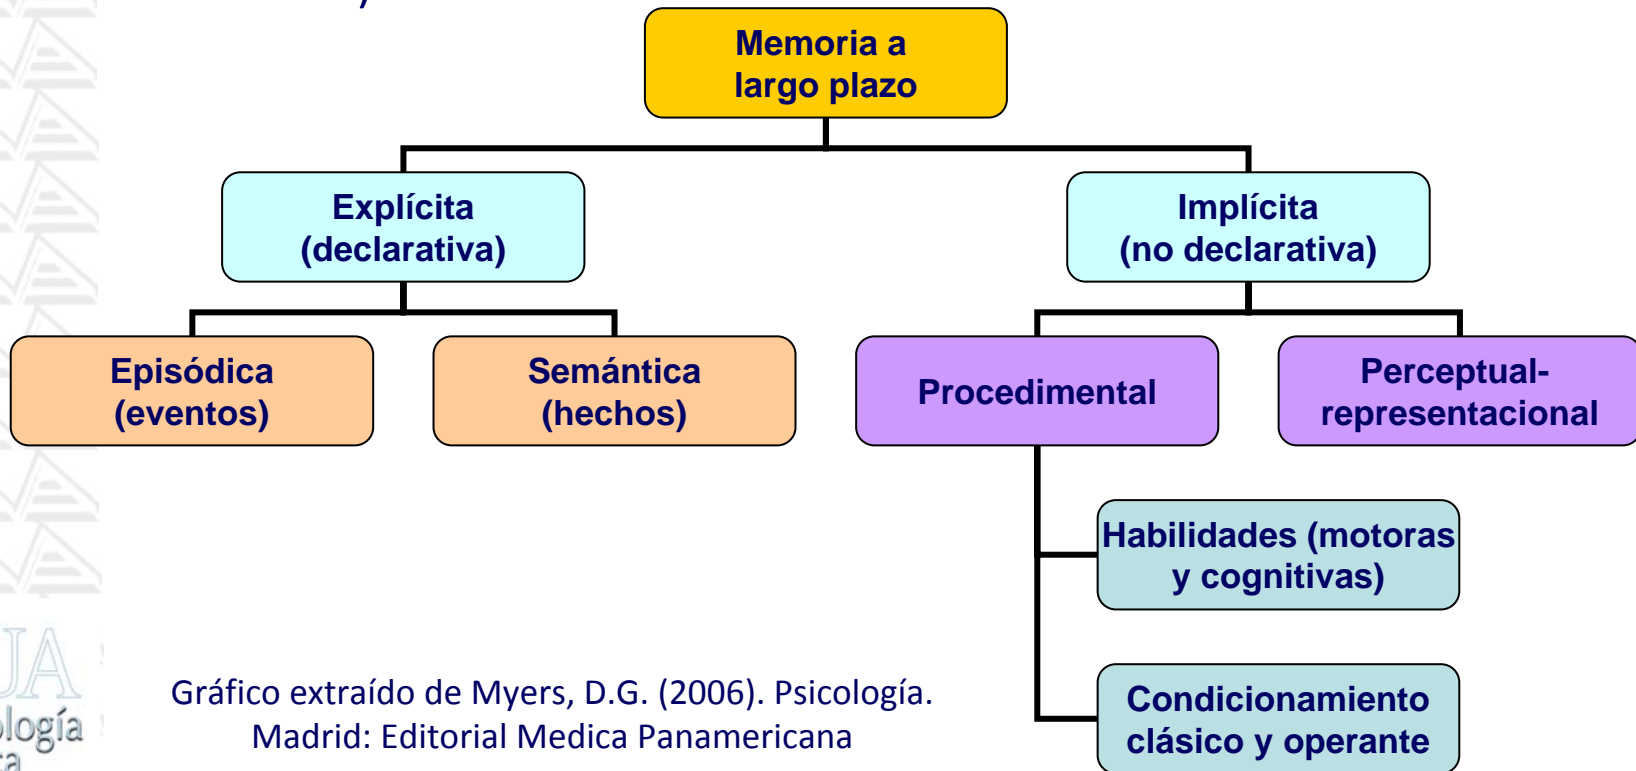 Memoria a
largo plazo
Explícita
(declarativa)
Implícita
(no declarativa)
Episódica
(eventos)
Semántica
(hechos)
Procedimental
Perceptual-
representacional
Habilidades (motoras
y cognitivas)
Condicionamiento
clásico y operante
Gráfico extraído de Myers, D.G. (2006). Psicología.
Madrid: Editorial Medica Panamericana